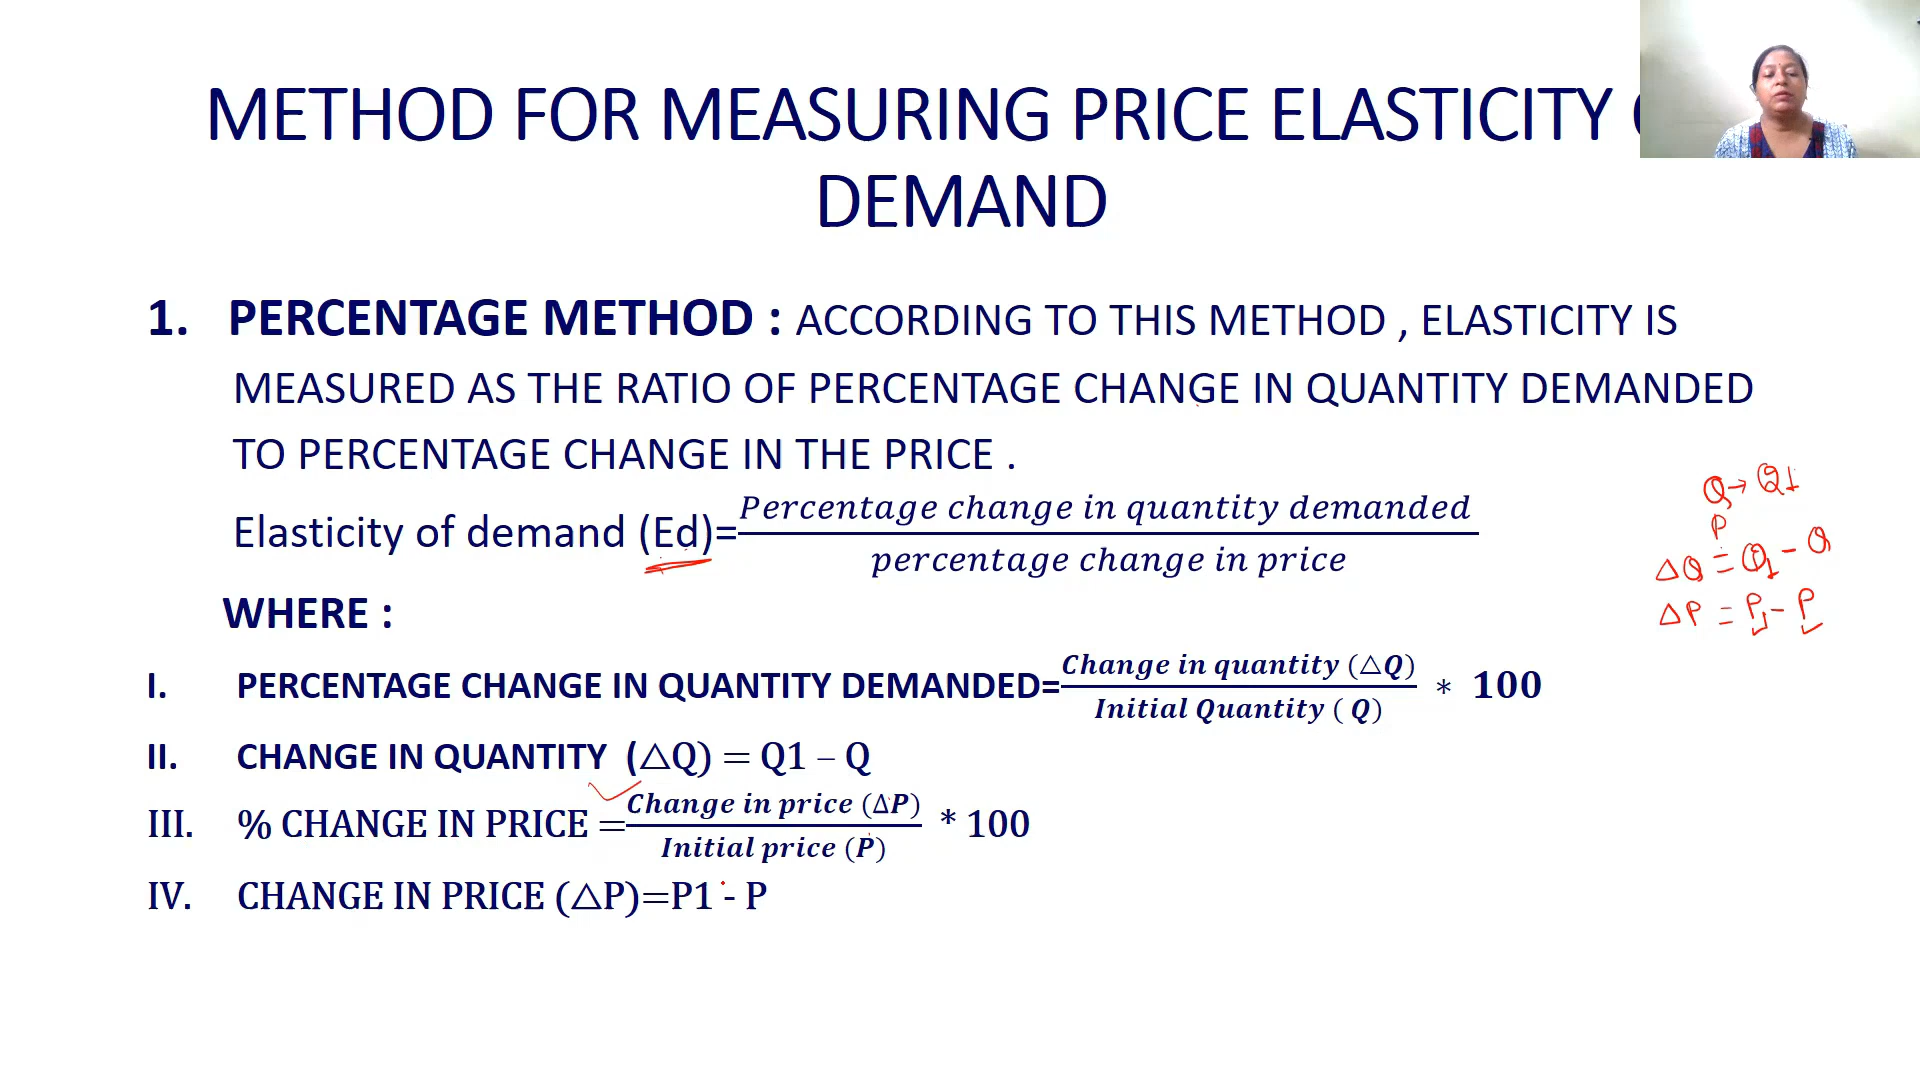 METHOD FOR MEASURING PRICE ELASTICITY
DEMAND
1. PERCENTAGE METHOD : ACCORDING TO THIS METHOD , ELASTICITY IS
MEASURED AS THE RATIO OF PERCENTAGE CHANGE IN QUANTITY DEMANDED
TO PERCENTAGE CHANGE IN THE PRICE .
Elasticity of demand (Ed)= Percentage change in quantity demanded / percentage change in price
Q → Q1
P
△Q = Q1 - Q
△P = P1 - P
WHERE :
I. PERCENTAGE CHANGE IN QUANTITY DEMANDED= Change in quantity (△Q) / Initial Quantity ( Q) * 100
II. CHANGE IN QUANTITY (△Q) = Q1 – Q
III. % CHANGE IN PRICE = Change in price (ΔP) / Initial price (P) * 100
IV. CHANGE IN PRICE (△P)=P1 - P